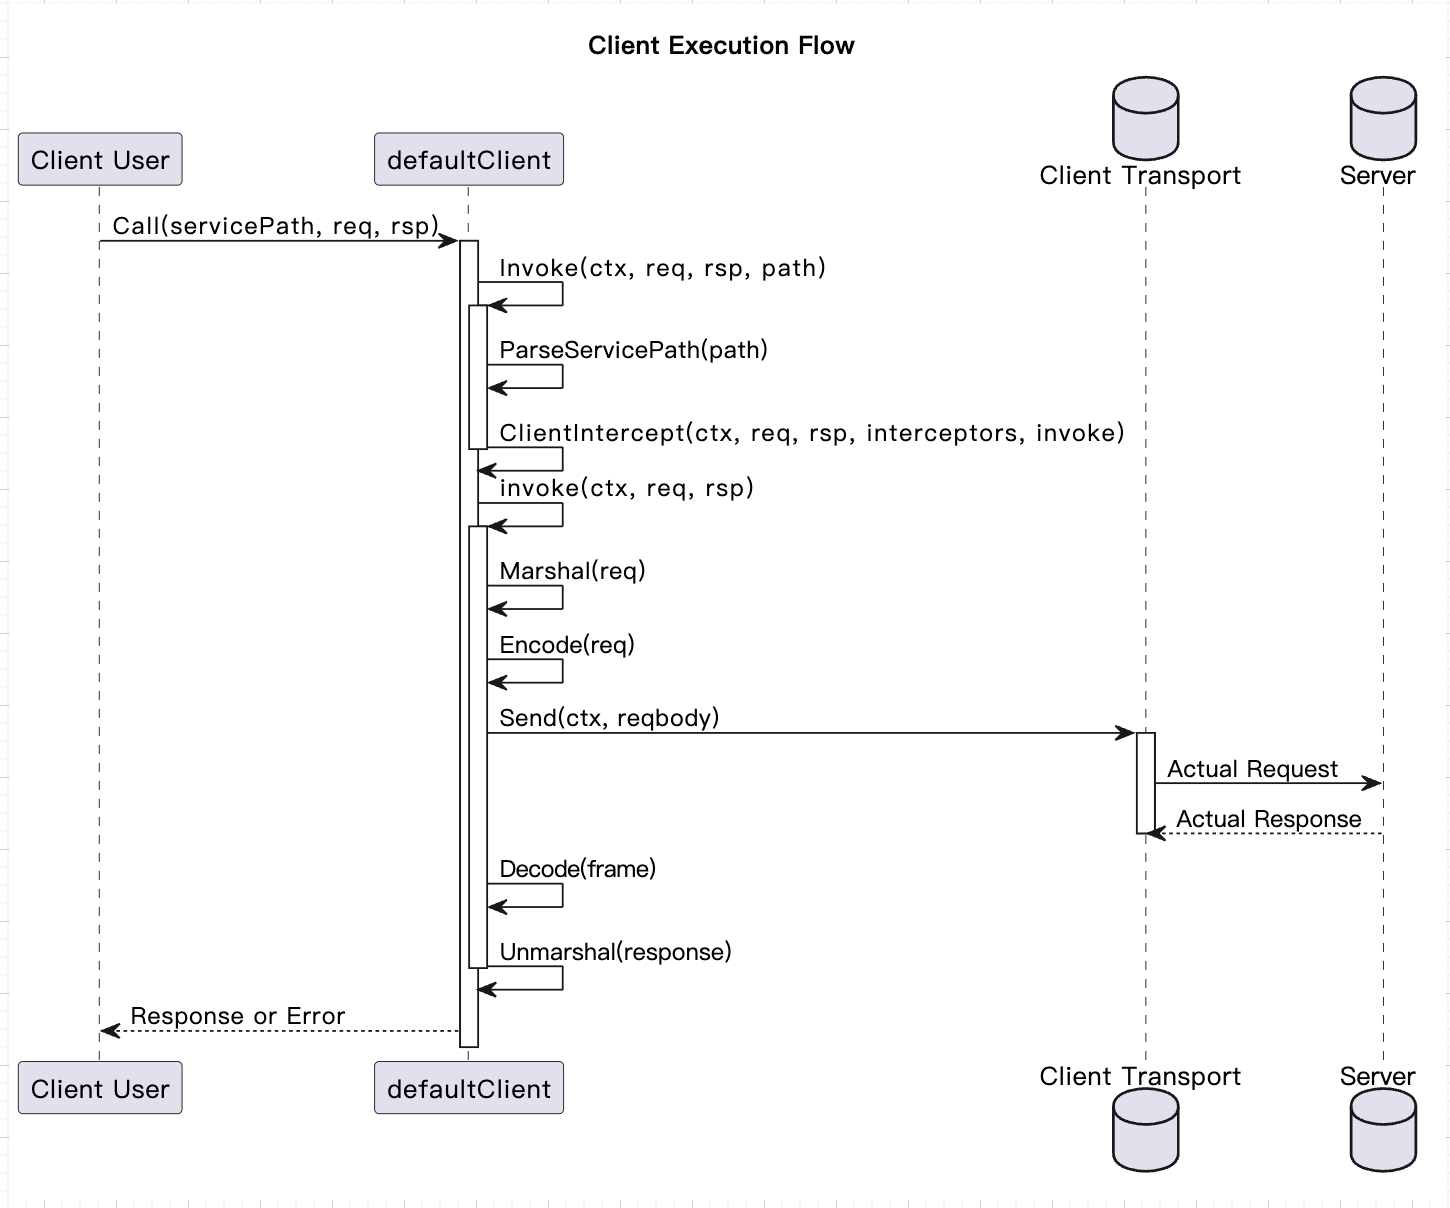 Client Execution Flow
Client User
defaultClient
Client Transport
Server
Call(servicePath, req, rsp)
Invoke(ctx, req, rsp, path)
ParseServicePath(path)
ClientIntercept(ctx, req, rsp, interceptors, invoke)
invoke(ctx, req, rsp)
Marshal(req)
Encode(req)
Send(ctx, reqbody)
Actual Request
Actual Response
Decode(frame)
Unmarshal(response)
Response or Error
Client User
defaultClient
Client Transport
Server